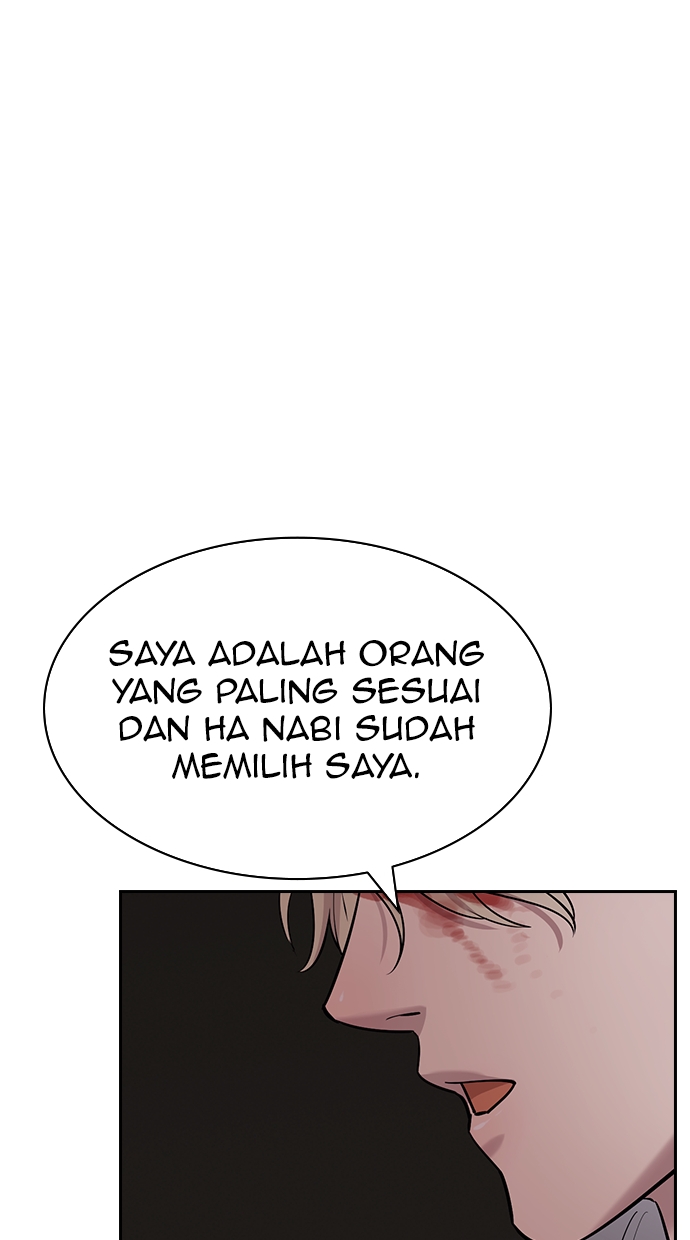 SAYA ADALAH ORANG
YANG PALING SESUAI
DAN HA NABI SUDAH
MEMILIH SAYA.